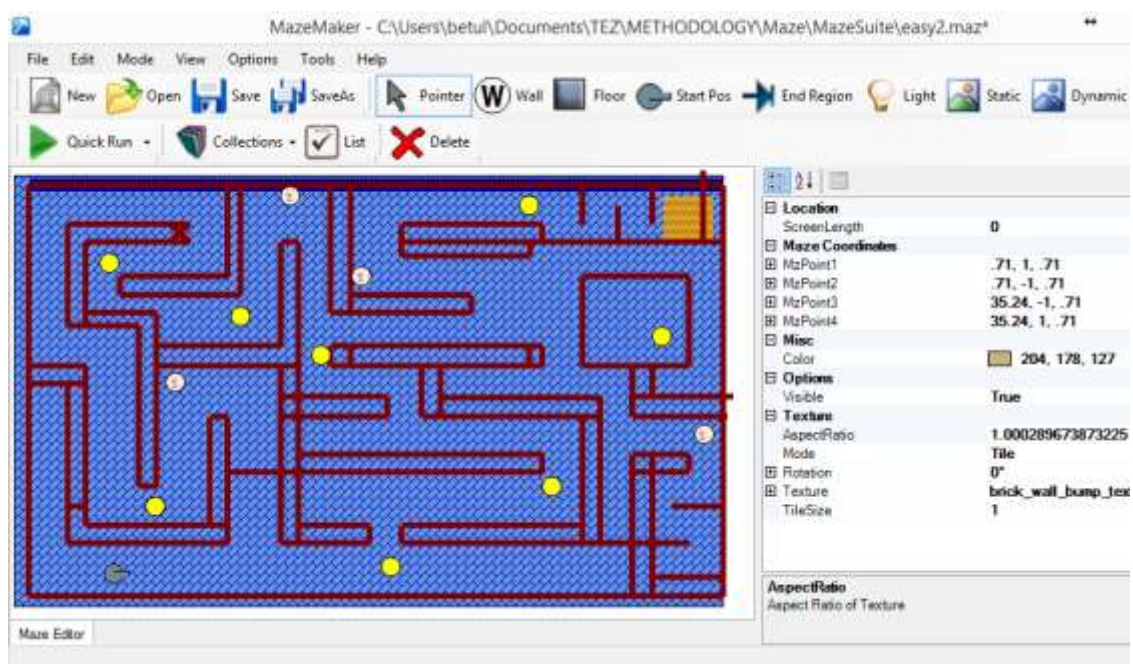 MazeMaker - C:\Users\betul\Documents\TEZ\METHODOLOGY\Maze\MazeSuite\easy2.maz*
File Edit Mode View Options Tools Help
New Open Save SaveAs Pointer Wall Floor Start Pos End Region Light Static Dynamic
Quick Run Collections List Delete
Location
ScreenLength 0
Maze Coordinates
MzPoint1 .71, 1, .71
MzPoint2 .71, -1, .71
MzPoint3 35.24, -1, .71
MzPoint4 35.24, 1, .71
Misc
Color 204, 178, 127
Options
Visible True
Texture
AspectRatio 1.000289673873225
Mode Tile
Rotation 0°
Texture brick_wall_bump_tex
TileSize 1
AspectRatio
Aspect Ratio of Texture
Maze Editor